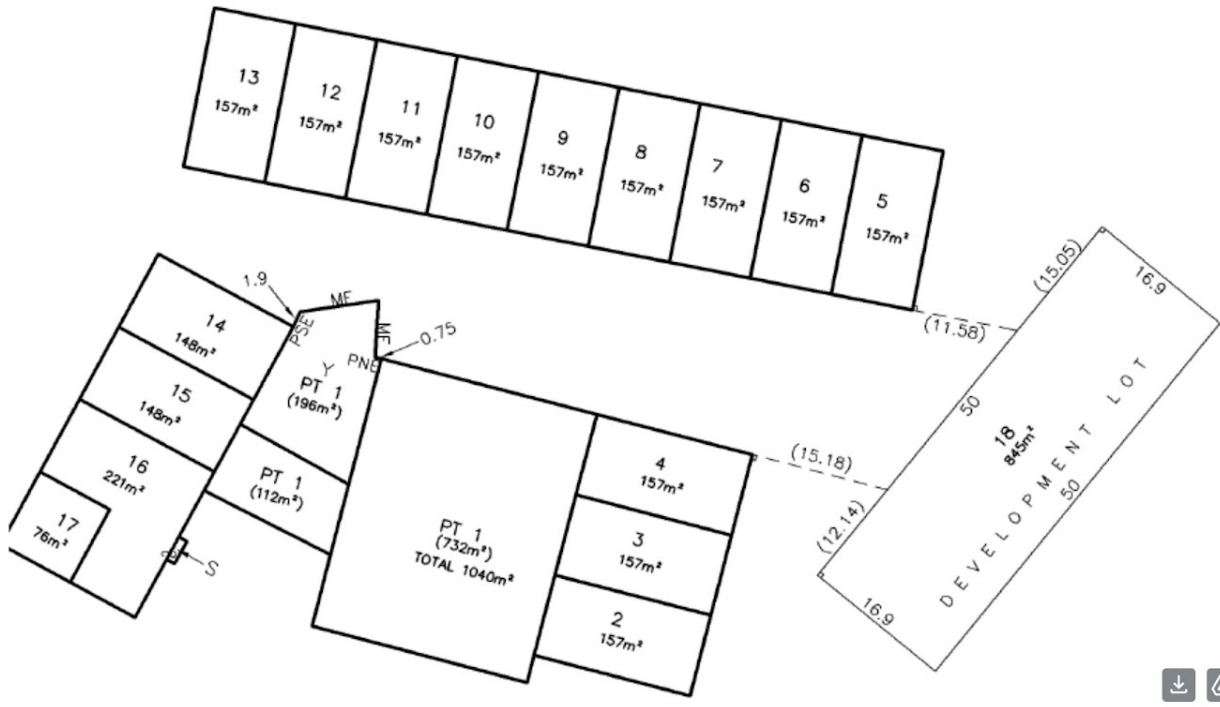 13
157m²
12
157m²
11
157m²
10
157m²
9
157m²
8
157m²
7
157m²
6
157m²
5
157m²
(15.05)
16.9
(11.58)
50
18
845m²
DEVELOPMENT LOT
50
(12.14)
16.9
(15.18)
1.9
MF
MF
PSE
0.75
PNE
Y
PT 1
(196m²)
14
148m²
15
148m²
16
221m²
17
76m²
PT 1
(112m²)
S
PT 1
(732m²)
TOTAL 1040m²
4
157m²
3
157m²
2
157m²